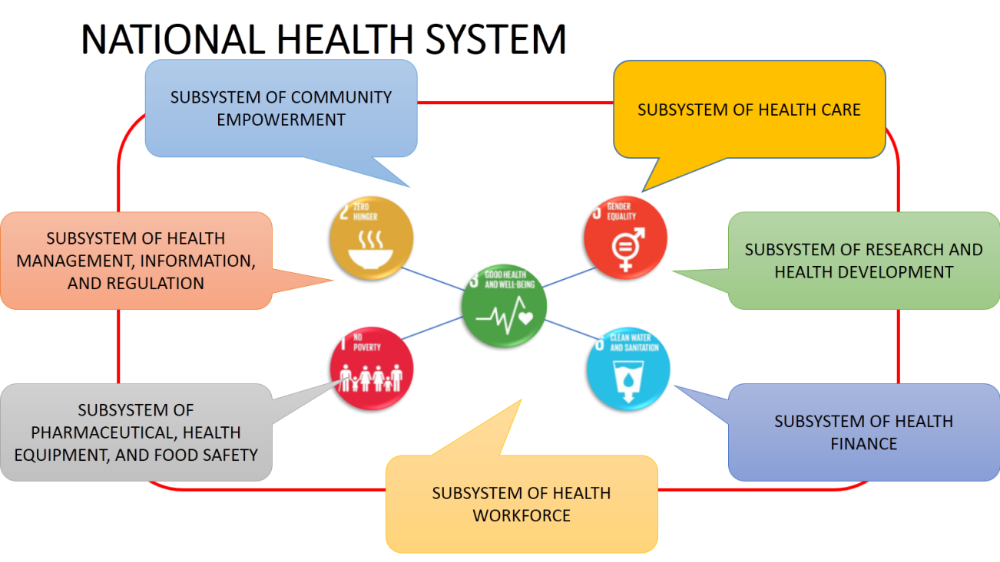 NATIONAL HEALTH SYSTEM
SUBSYSTEM OF COMMUNITY
EMPOWERMENT
SUBSYSTEM OF HEALTH CARE
SUBSYSTEM OF HEALTH
MANAGEMENT, INFORMATION,
AND REGULATION
2 ZERO
HUNGER
5 GENDER
EQUALITY
SUBSYSTEM OF RESEARCH AND
HEALTH DEVELOPMENT
3 GOOD HEALTH
AND WELL-BEING
1 NO
POVERTY
6 CLEAN WATER
AND SANITATION
SUBSYSTEM OF
PHARMACEUTICAL, HEALTH
EQUIPMENT, AND FOOD SAFETY
SUBSYSTEM OF HEALTH
FINANCE
SUBSYSTEM OF HEALTH
WORKFORCE